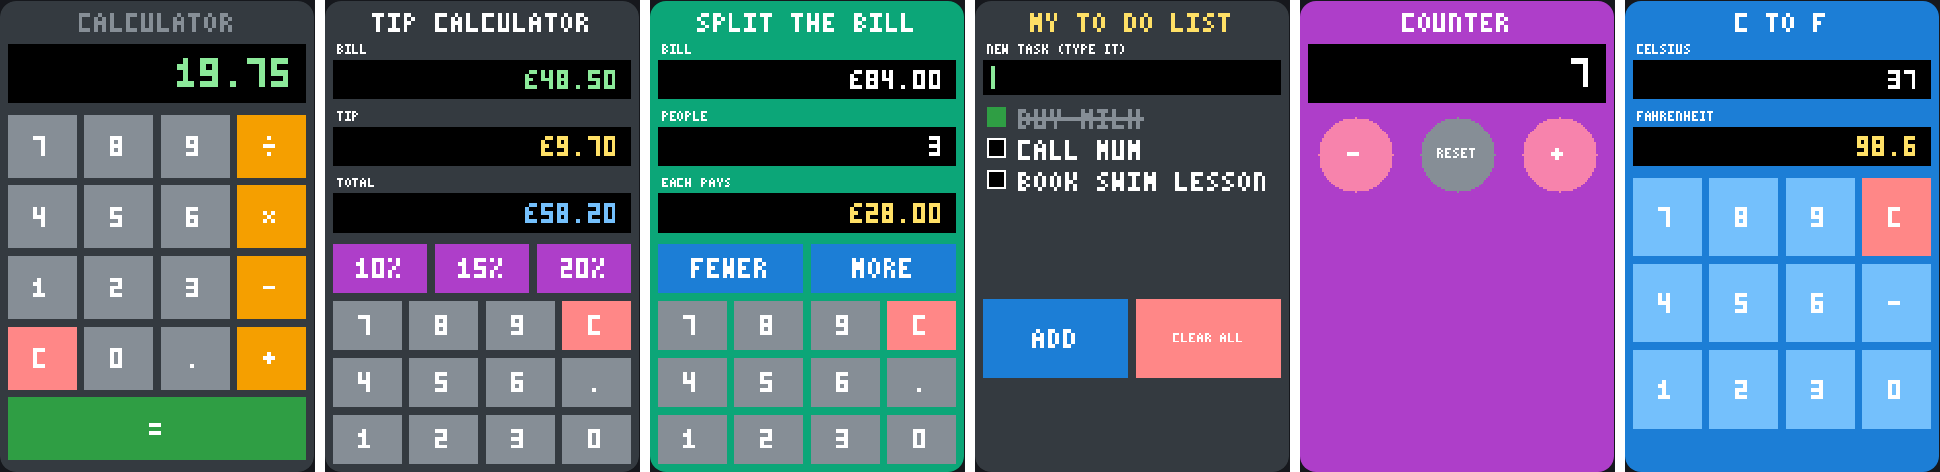 CALCULATOR
19.75
7 8 9 ÷
4 5 6 ×
1 2 3 -
C 0 . +
=
TIP CALCULATOR
BILL
£48.50
TIP
£9.70
TOTAL
£58.20
10% 15% 20%
7 8 9 C
4 5 6 .
1 2 3 0
SPLIT THE BILL
BILL
£84.00
PEOPLE
3
EACH PAYS
£28.00
FEWER MORE
7 8 9 C
4 5 6 .
1 2 3 0
MY TO DO LIST
NEW TASK (TYPE IT)
BUY MILK
CALL MUM
BOOK SWIM LESSON
ADD CLEAR ALL
COUNTER
7
- RESET +
C TO F
CELSIUS
37
FAHRENHEIT
98.6
7 8 9 C
4 5 6 -
1 2 3 0